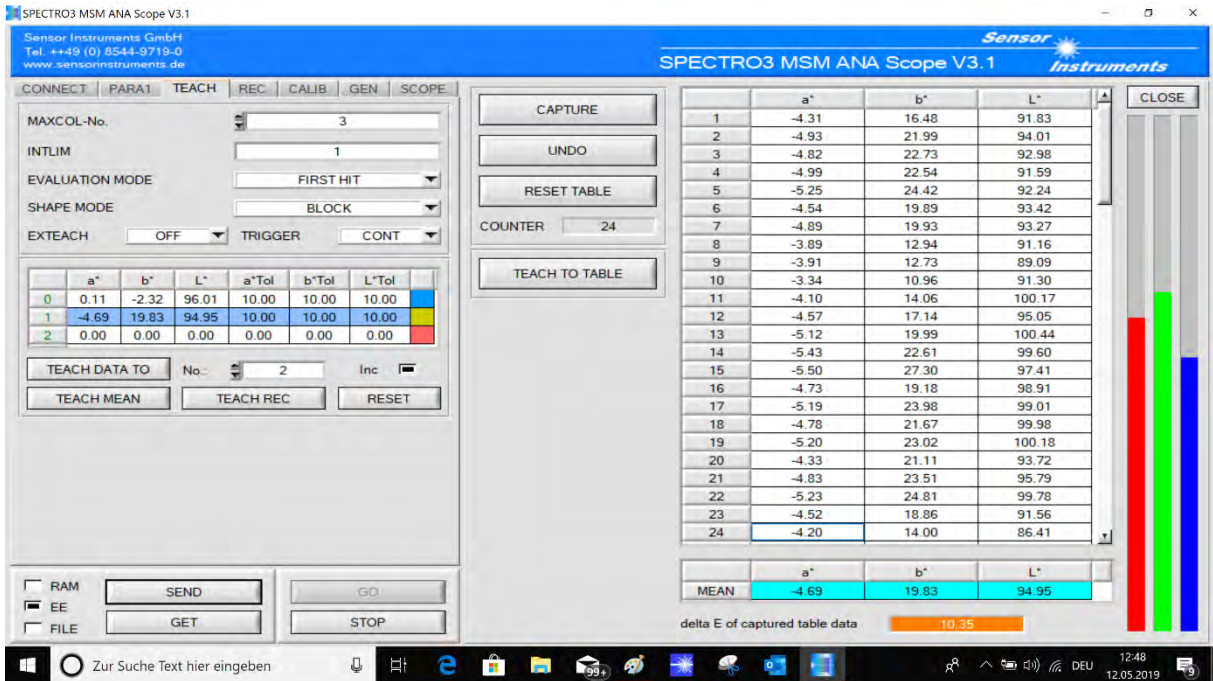 SPECTRO3 MSM ANA Scope V3.1
Sensor Instruments GmbH
Tel. ++49 (0) 8544-9719-0
www.sensorinstruments.de
SPECTRO3 MSM ANA Scope V3.1
Sensor Instruments
CONNECT PARA1 TEACH REC CALIB GEN SCOPE
MAXCOL-No. 3
INTLIM 1
EVALUATION MODE FIRST HIT
SHAPE MODE BLOCK
EXTEACH OFF TRIGGER CONT
a* b* L* a*Tol b*Tol L*Tol
0 0.11 -2.32 96.01 10.00 10.00 10.00
1 -4.69 19.83 94.95 10.00 10.00 10.00
2 0.00 0.00 0.00 0.00 0.00 0.00
TEACH DATA TO No.: 2 Inc
TEACH MEAN TEACH REC RESET
RAM
EE
FILE
SEND
GET
GO
STOP
CAPTURE
UNDO
RESET TABLE
COUNTER 24
TEACH TO TABLE
CLOSE
a* b* L*
1 -4.31 16.48 91.83
2 -4.93 21.99 94.01
3 -4.82 22.73 92.98
4 -4.99 22.54 91.59
5 -5.25 24.42 92.24
6 -4.54 19.89 93.42
7 -4.89 19.93 93.27
8 -3.89 12.94 91.16
9 -3.91 12.73 89.09
10 -3.34 10.96 91.30
11 -4.10 14.06 100.17
12 -4.57 17.14 95.05
13 -5.12 19.99 100.44
14 -5.43 22.61 99.60
15 -5.50 27.30 97.41
16 -4.73 19.18 98.91
17 -5.19 23.98 99.01
18 -4.78 21.67 99.98
19 -5.20 23.02 100.18
20 -4.33 21.11 93.72
21 -4.83 23.51 95.79
22 -5.23 24.81 99.78
23 -4.52 18.86 91.56
24 -4.20 14.00 86.41
a* b* L*
MEAN -4.69 19.83 94.95
delta E of captured table data 10.35
Zur Suche Text hier eingeben
99+
DEU
12:48
12.05.2019
9